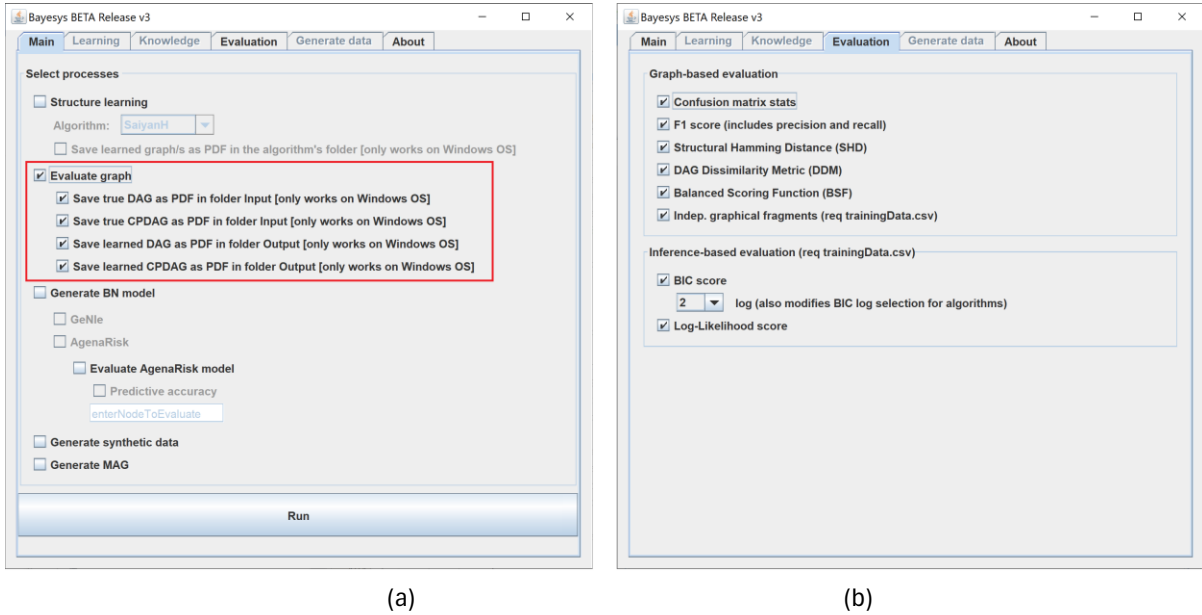 Bayesys BETA Release v3
Main Learning Knowledge Evaluation Generate data About
Select processes
Structure learning
Algorithm: SaiyanH
Save learned graph/s as PDF in the algorithm's folder [only works on Windows OS]
Evaluate graph
Save true DAG as PDF in folder Input [only works on Windows OS]
Save true CPDAG as PDF in folder Input [only works on Windows OS]
Save learned DAG as PDF in folder Output [only works on Windows OS]
Save learned CPDAG as PDF in folder Output [only works on Windows OS]
Generate BN model
GeNIe
AgenaRisk
Evaluate AgenaRisk model
Predictive accuracy
enterNodeToEvaluate
Generate synthetic data
Generate MAG
Run
(a)
Bayesys BETA Release v3
Main Learning Knowledge Evaluation Generate data About
Graph-based evaluation
Confusion matrix stats
F1 score (includes precision and recall)
Structural Hamming Distance (SHD)
DAG Dissimilarity Metric (DDM)
Balanced Scoring Function (BSF)
Indep. graphical fragments (req trainingData.csv)
Inference-based evaluation (req trainingData.csv)
BIC score
2 log (also modifies BIC log selection for algorithms)
Log-Likelihood score
(b)